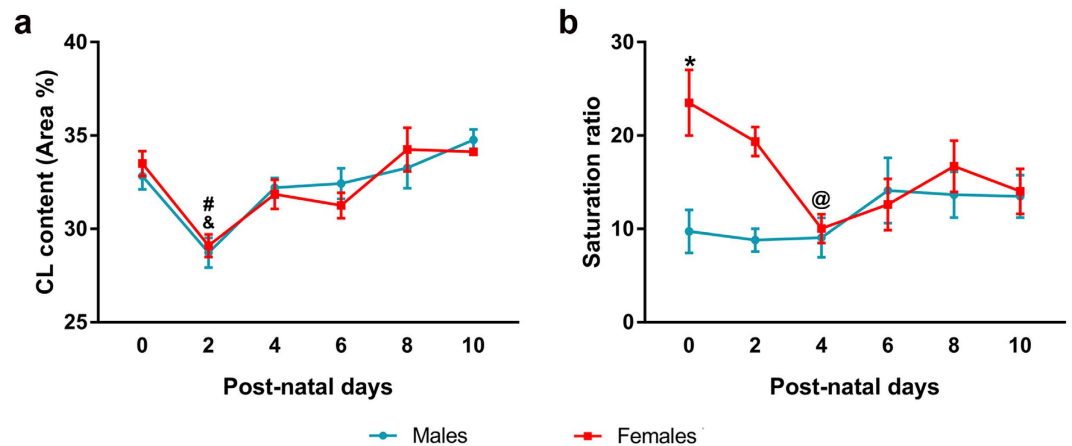 a
CL content (Area %)
40
35
30
25
#
&
0 2 4 6 8 10
Post-natal days
b
Saturation ratio
30
20
10
0
*
@
0 2 4 6 8 10
Post-natal days
Males Females